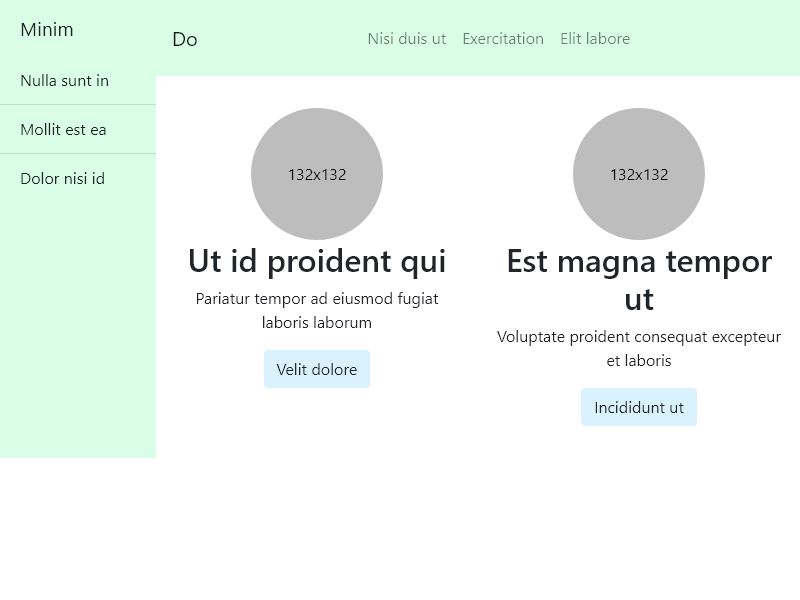 Minim
Nulla sunt in
Mollit est ea
Dolor nisi id
Do
Nisi duis ut
Exercitation
Elit labore
132x132
Ut id proident qui
Pariatur tempor ad eiusmod fugiat
laboris laborum
Velit dolore
132x132
Est magna tempor
ut
Voluptate proident consequat excepteur
et laboris
Incididunt ut